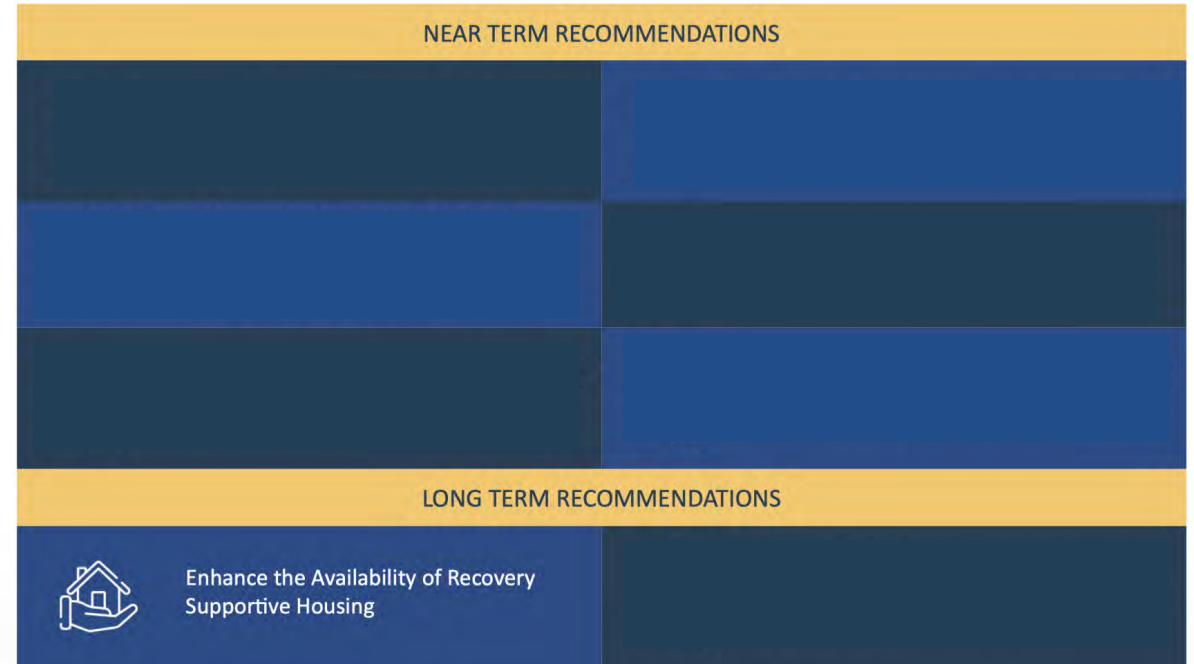 NEAR TERM RECOMMENDATIONS
LONG TERM RECOMMENDATIONS
Enhance the Availability of Recovery
Supportive Housing